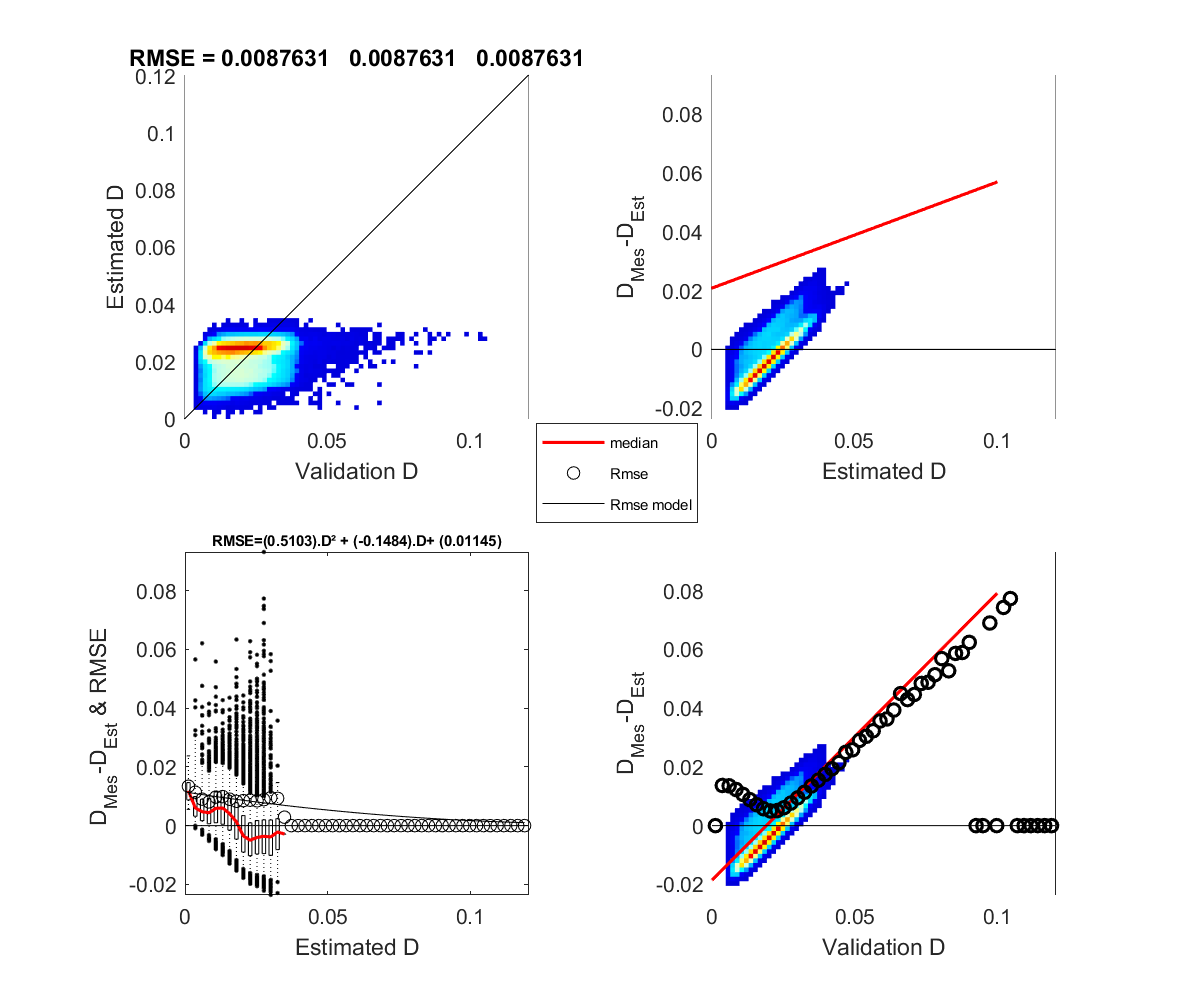 RMSE = 0.0087631 0.0087631 0.0087631
0.12
0.1
0.08
0.06
0.04
0.02
0
Estimated D
0 0.05 0.1
Validation D
0.08
0.06
0.04
0.02
0
-0.02
D_Mes-D_Est
0 0.05 0.1
Estimated D
median
Rmse
Rmse model
RMSE=(0.5103).D² + (-0.1484).D+ (0.01145)
0.08
0.06
0.04
0.02
0
-0.02
D_Mes-D_Est & RMSE
0 0.05 0.1
Estimated D
0.08
0.06
0.04
0.02
0
-0.02
D_Mes-D_Est
0 0.05 0.1
Validation D